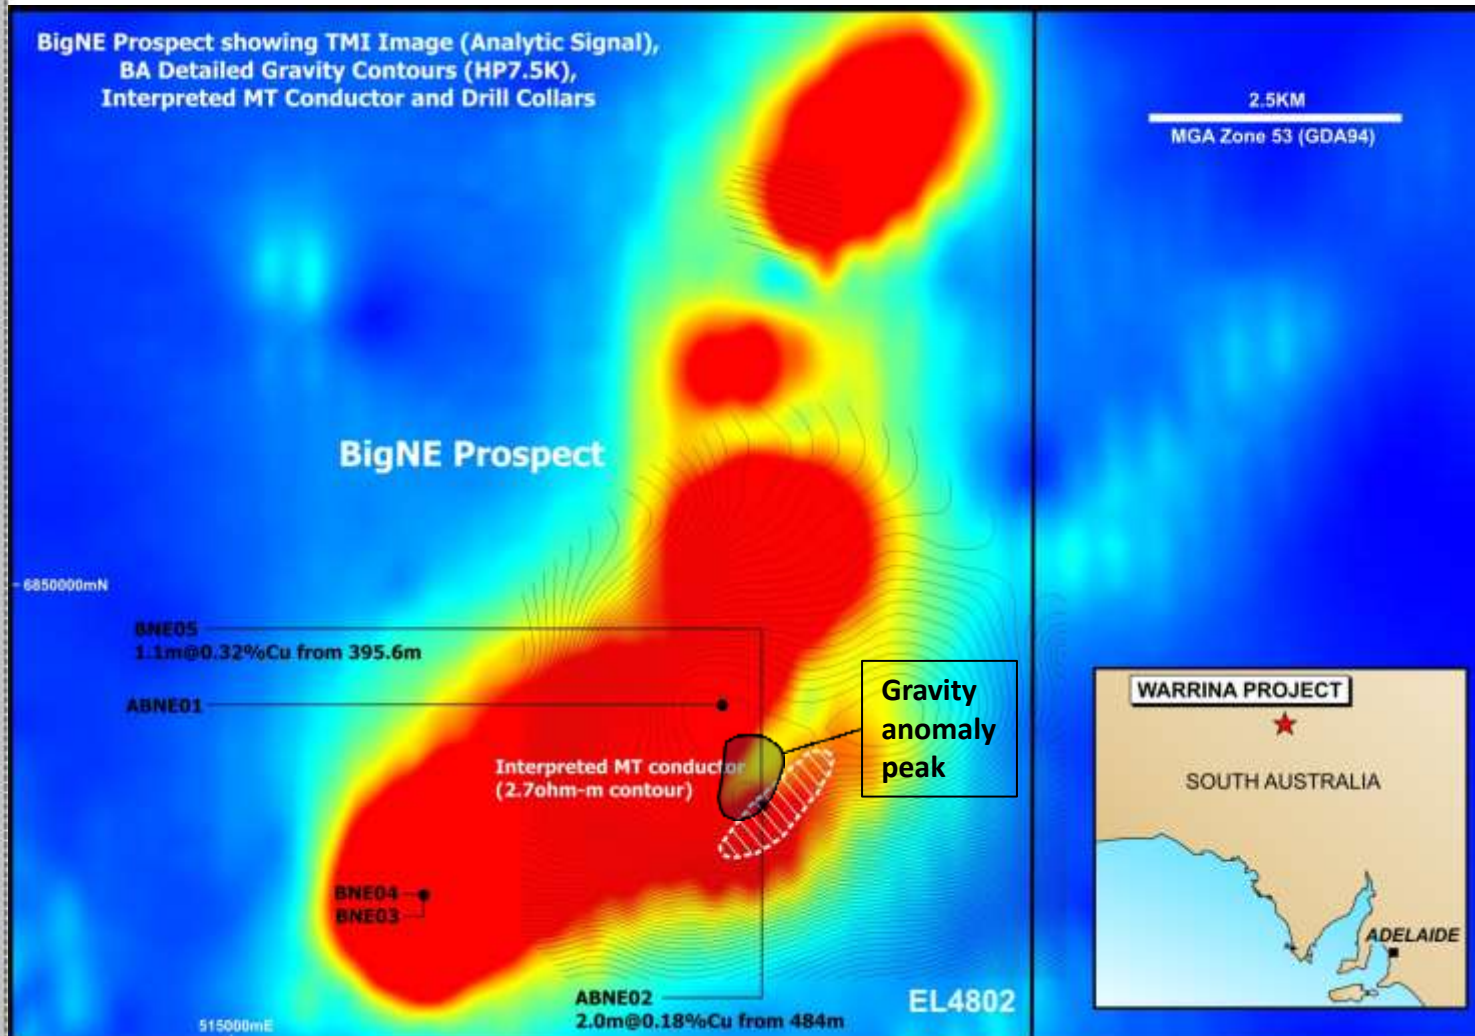 BigNE Prospect showing TMI Image (Analytic Signal),
BA Detailed Gravity Contours (HP7.5K),
Interpreted MT Conductor and Drill Collars
2.5KM
MGA Zone 53 (GDA94)
BigNE Prospect
6850000mN
BNE05
1.1m@0.32%Cu from 395.6m
ABNE01
Gravity
anomaly
peak
Interpreted MT conductor
(2.7ohm-m contour)
BNE04
BNE03
ABNE02
2.0m@0.18%Cu from 484m
515000mE
EL4802
WARRINA PROJECT
SOUTH AUSTRALIA
ADELAIDE